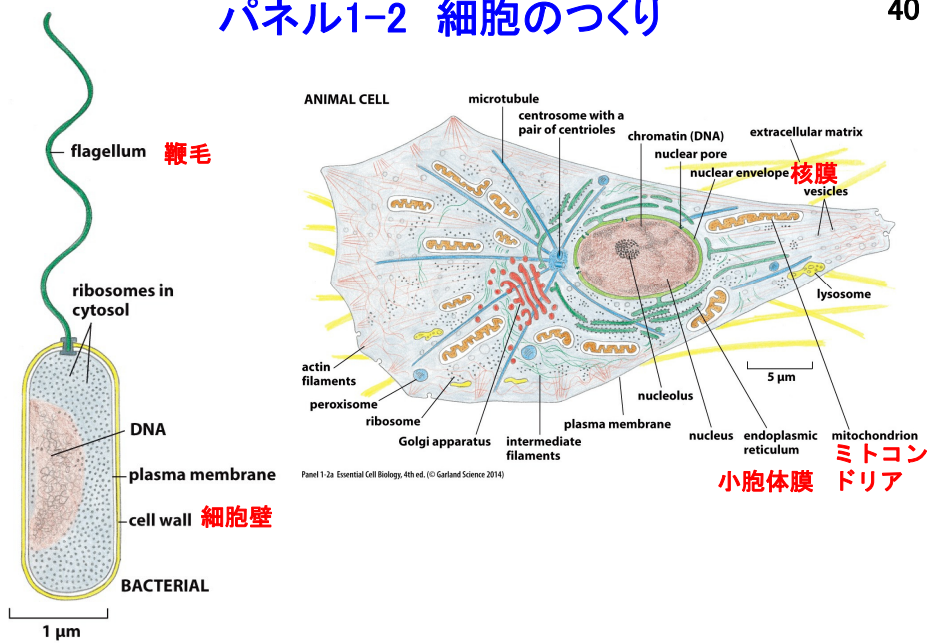 パネル1-2 細胞のつくり
40
flagellum 鞭毛
ribosomes in
cytosol
DNA
plasma membrane
cell wall 細胞壁
BACTERIAL
1 µm
ANIMAL CELL
microtubule
centrosome with a
pair of centrioles
chromatin (DNA)
nuclear pore
nuclear envelope 核膜
extracellular matrix
vesicles
lysosome
5 µm
actin
filaments
peroxisome
ribosome
Golgi apparatus
intermediate
filaments
plasma membrane
nucleolus
nucleus
endoplasmic
reticulum
小胞体膜
mitochondrion
ミトコン
ドリア
Panel 1-2a Essential Cell Biology, 4th ed. (© Garland Science 2014)